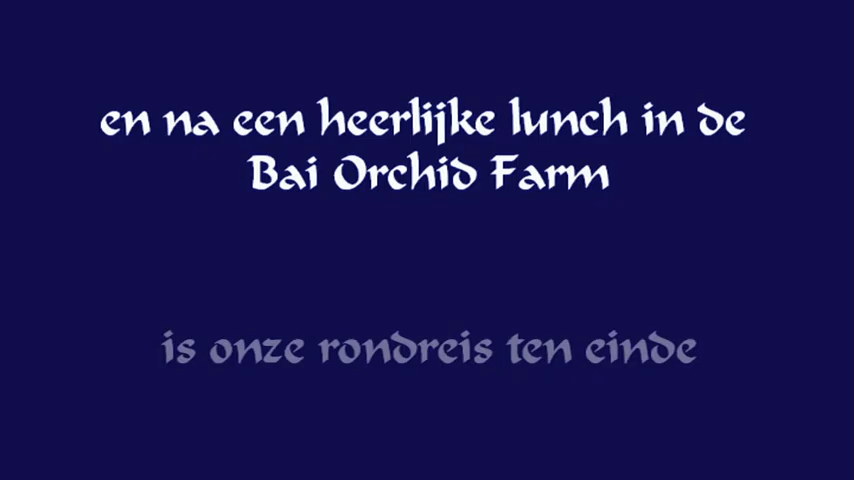 en na een heerlijke lunch in de
Bai Orchid Farm
is onze rondreis ten einde